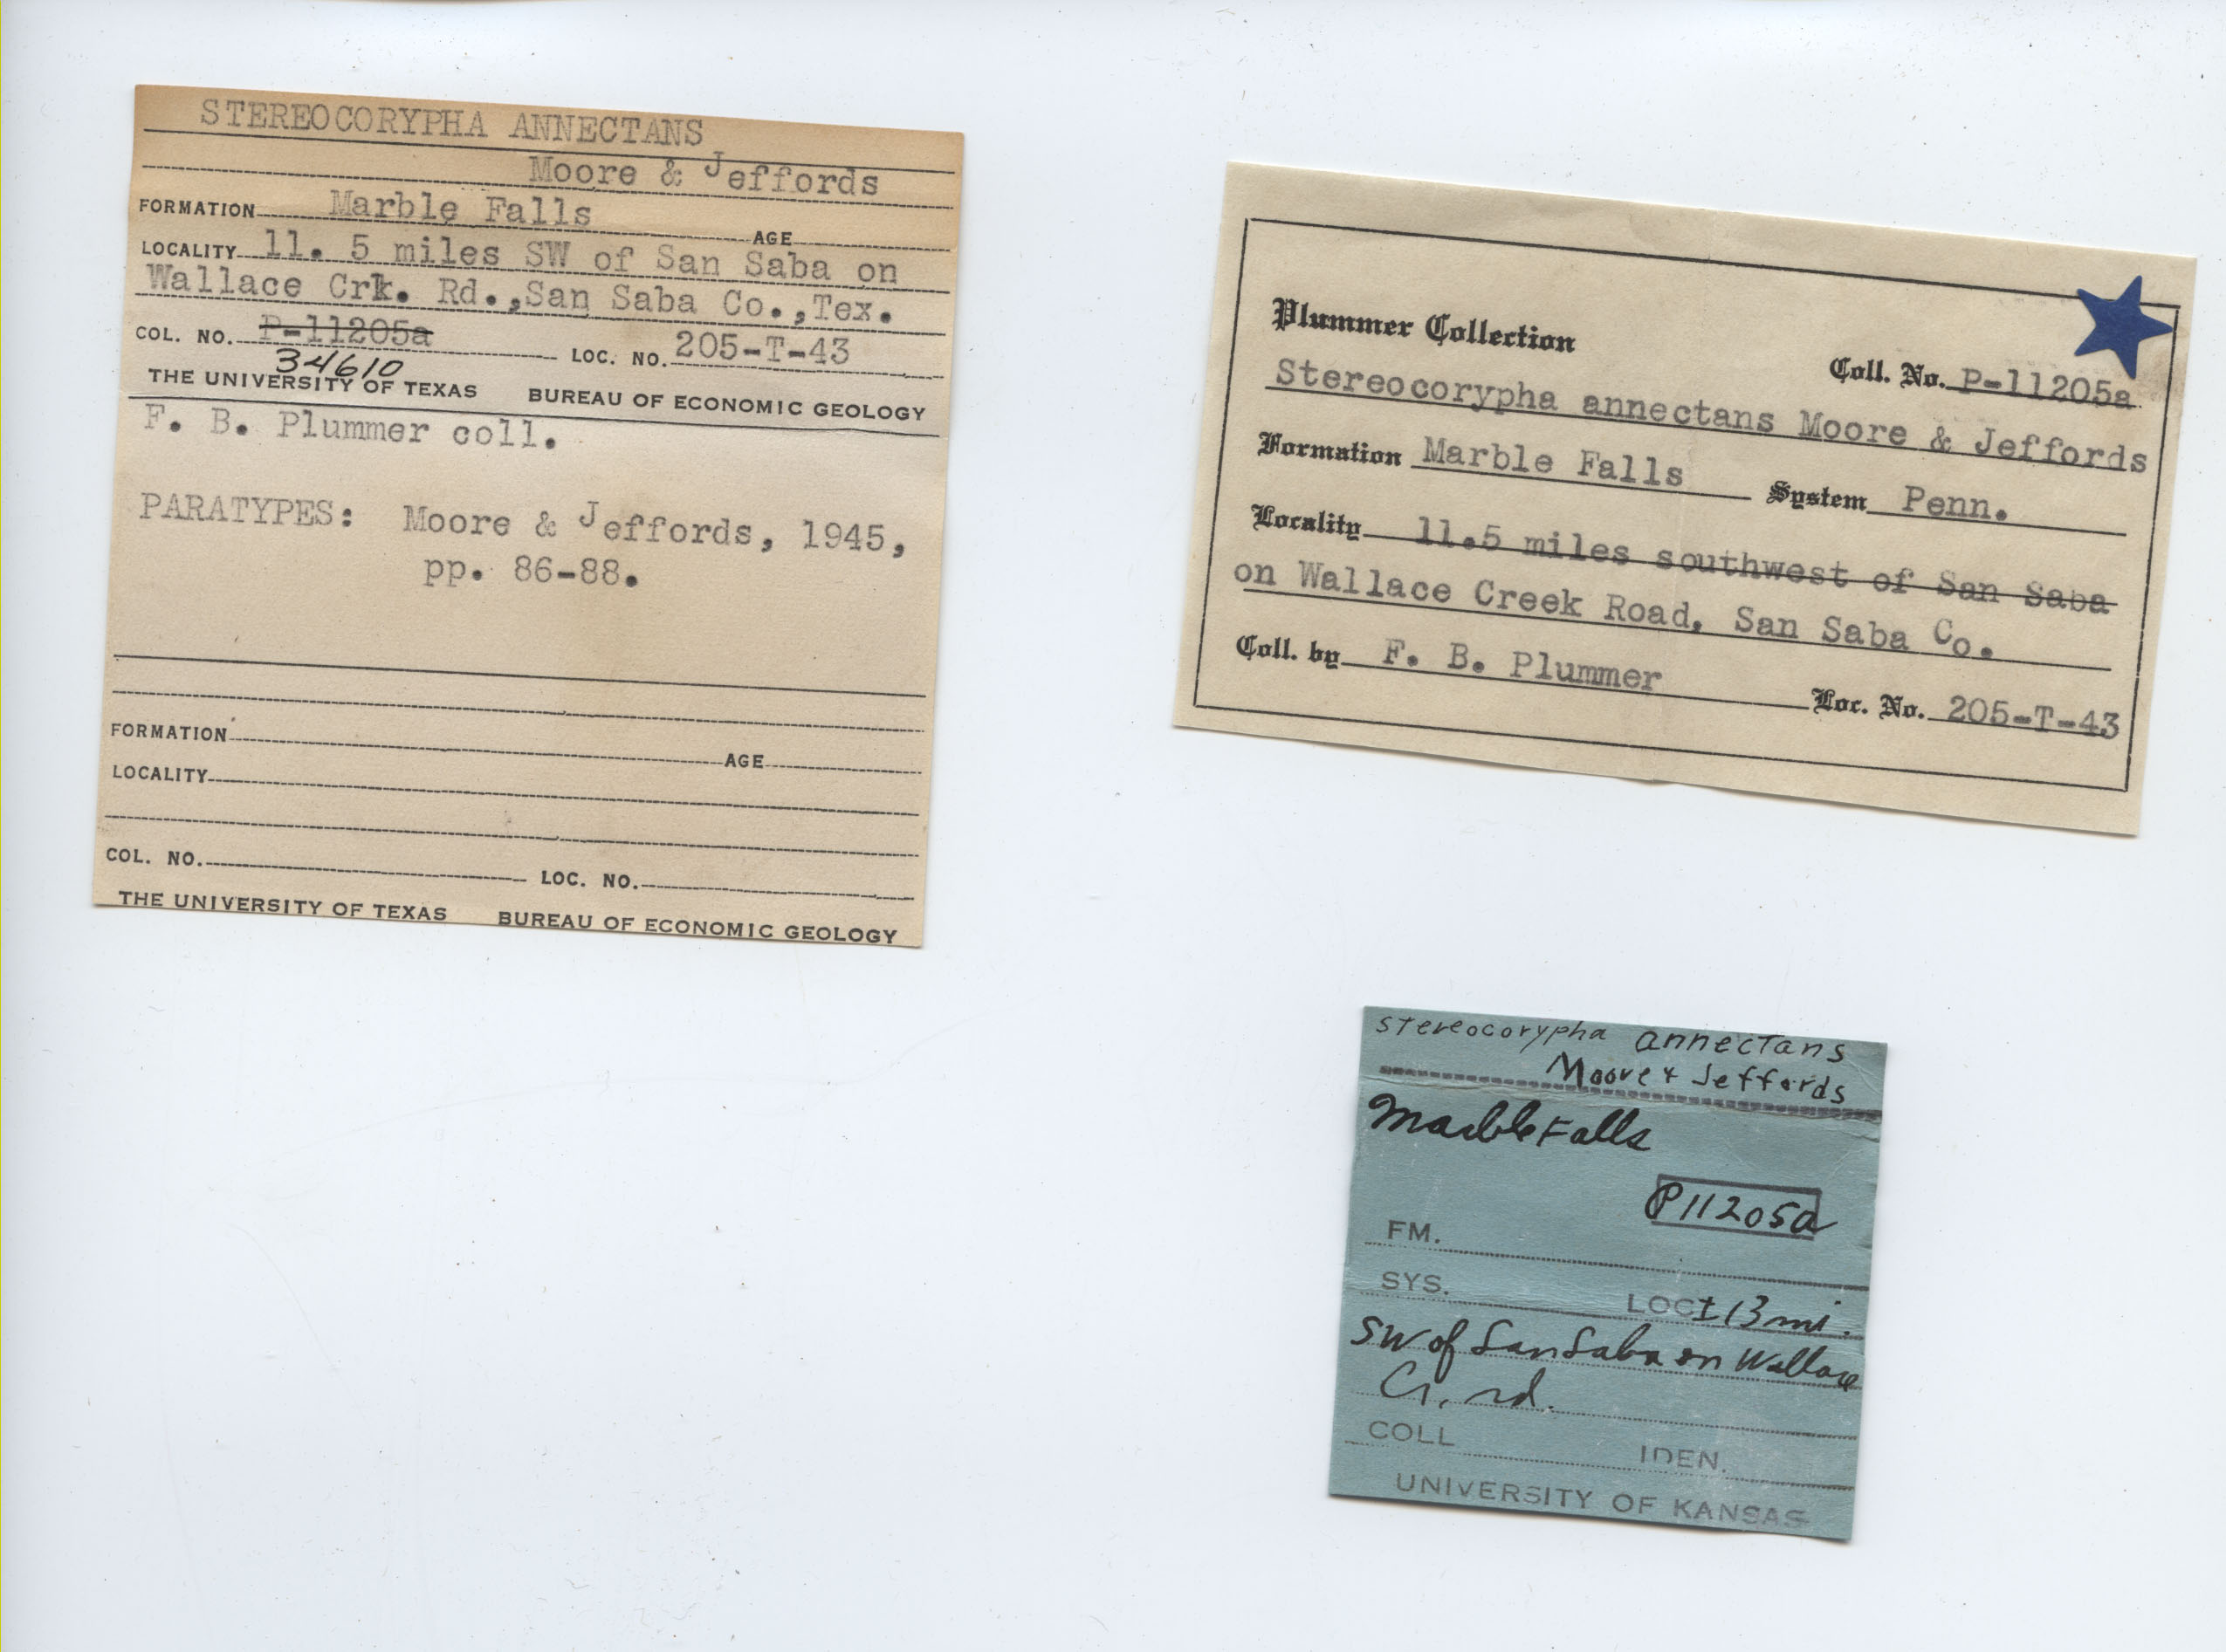 STEREOCORYPHA ANNECTANS
Moore & Jeffords
FORMATION Marble Falls AGE
LOCALITY 11. 5 miles SW of San Saba on
Wallace Crk. Rd.,San Saba Co.,Tex.
COL. NO. P-11205a LOC. NO. 205-T-43
34610
THE UNIVERSITY OF TEXAS BUREAU OF ECONOMIC GEOLOGY
F. B. Plummer coll.
PARATYPES: Moore & Jeffords, 1945,
pp. 86-88.
FORMATION AGE
LOCALITY
COL. NO. LOC. NO.
THE UNIVERSITY OF TEXAS BUREAU OF ECONOMIC GEOLOGY
Plummer Collection
Coll. No. P-11205a
Stereocorypha annectans Moore & Jeffords
Formation Marble Falls System Penn.
Locality 11.5 miles southwest of San Saba
on Wallace Creek Road, San Saba Co.
Coll. by F. B. Plummer Loc. No. 205-T-43
stereocorypha annectans
Moore & Jeffords
Marble Falls
P11205a
FM.
SYS. LOC ± 13 mi.
SW of San Saba on Wallace
Cr. rd.
COLL IDEN.
UNIVERSITY OF KANSAS